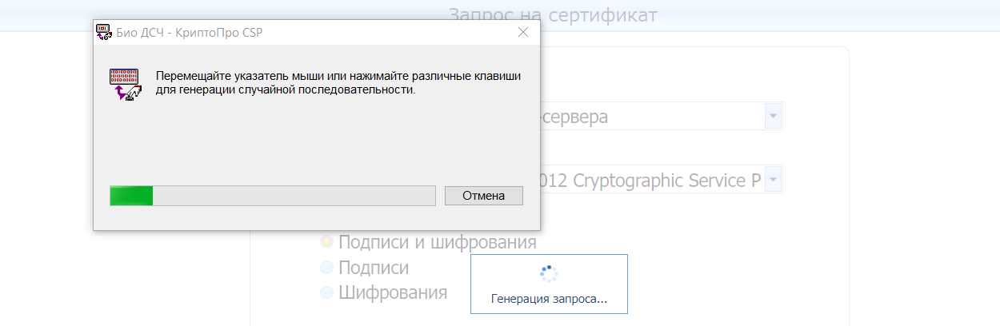 Запрос на сертификат
Био ДСЧ - КриптоПро CSP
Перемещайте указатель мыши или нажимайте различные клавиши
для генерации случайной последовательности.
Отмена
-сервера
012 Cryptographic Service P
Подписи и шифрования
Подписи
Шифрования
Генерация запроса...